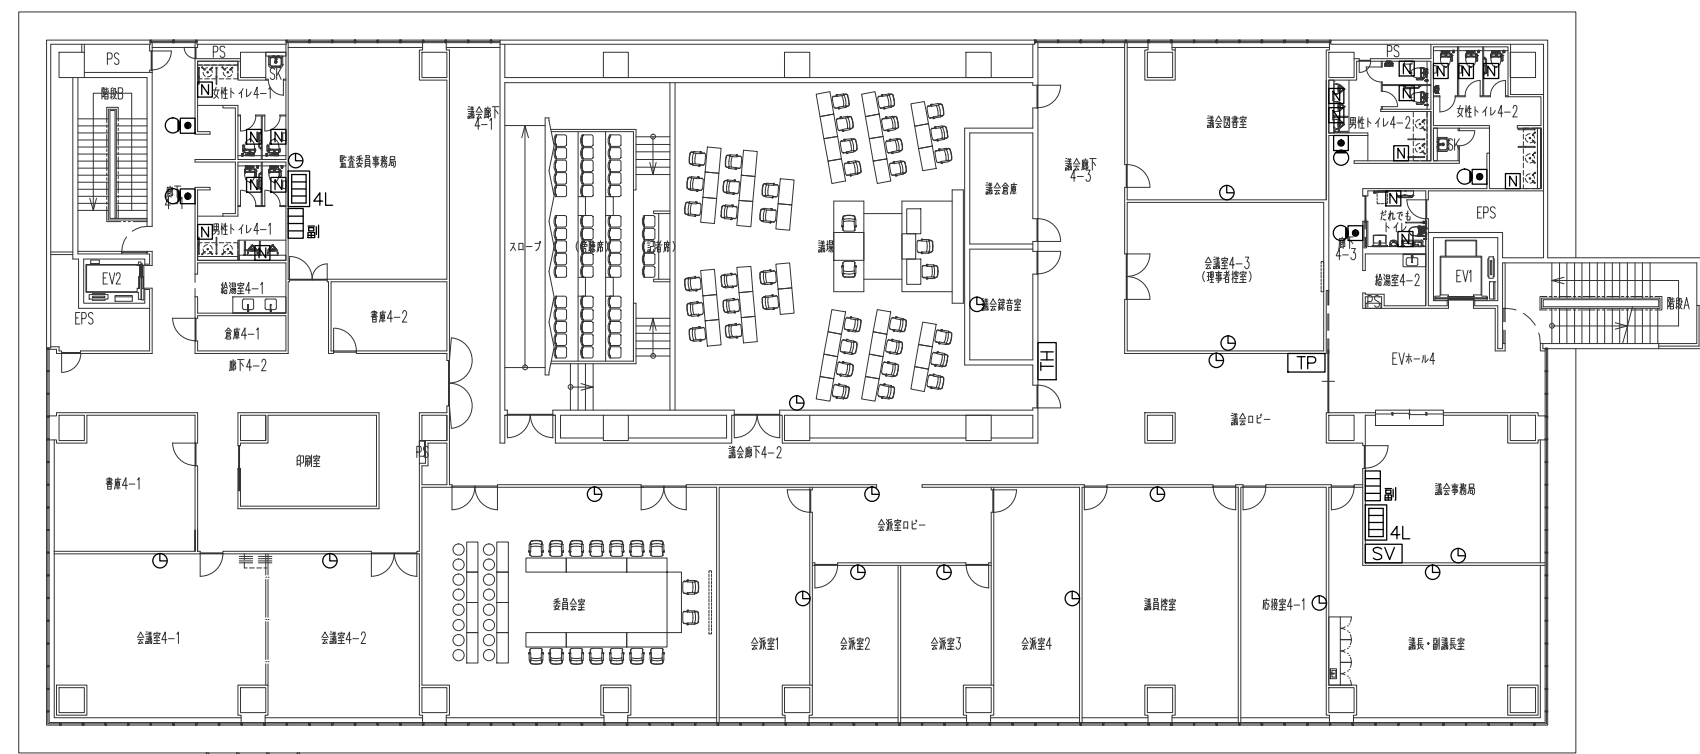 PS
PS
SK
階段B
N
女性トイレ4-1
N
N
監査委員事務局
4L
副
N
N
N
男性トイレ4-1
N
EV2
給湯室4-1
EPS
倉庫4-1
書庫4-2
廊下4-2
議会廊下
4-1
スロープ
(傍聴席)
(記者席)
議場
議会倉庫
議会録音室
議会廊下
4-3
議会図書室
会議室4-3
(理事者控室)
TH
TP
PS
N
N
N
N
N
N
男性トイレ4-2
N
女性トイレ4-2
SK
N
だれでも
トイレ
N
N
廊下
4-3
EPS
給湯室4-2
PS
EV1
階段A
EVホール4
議会ロビー
議会廊下4-2
PS
書庫4-1
印刷室
会議室4-1
会議室4-2
委員会室
会派室ロビー
会派室1
会派室2
会派室3
会派室4
議員控室
応接室4-1
副
4L
SV
議会事務局
議長・副議長室